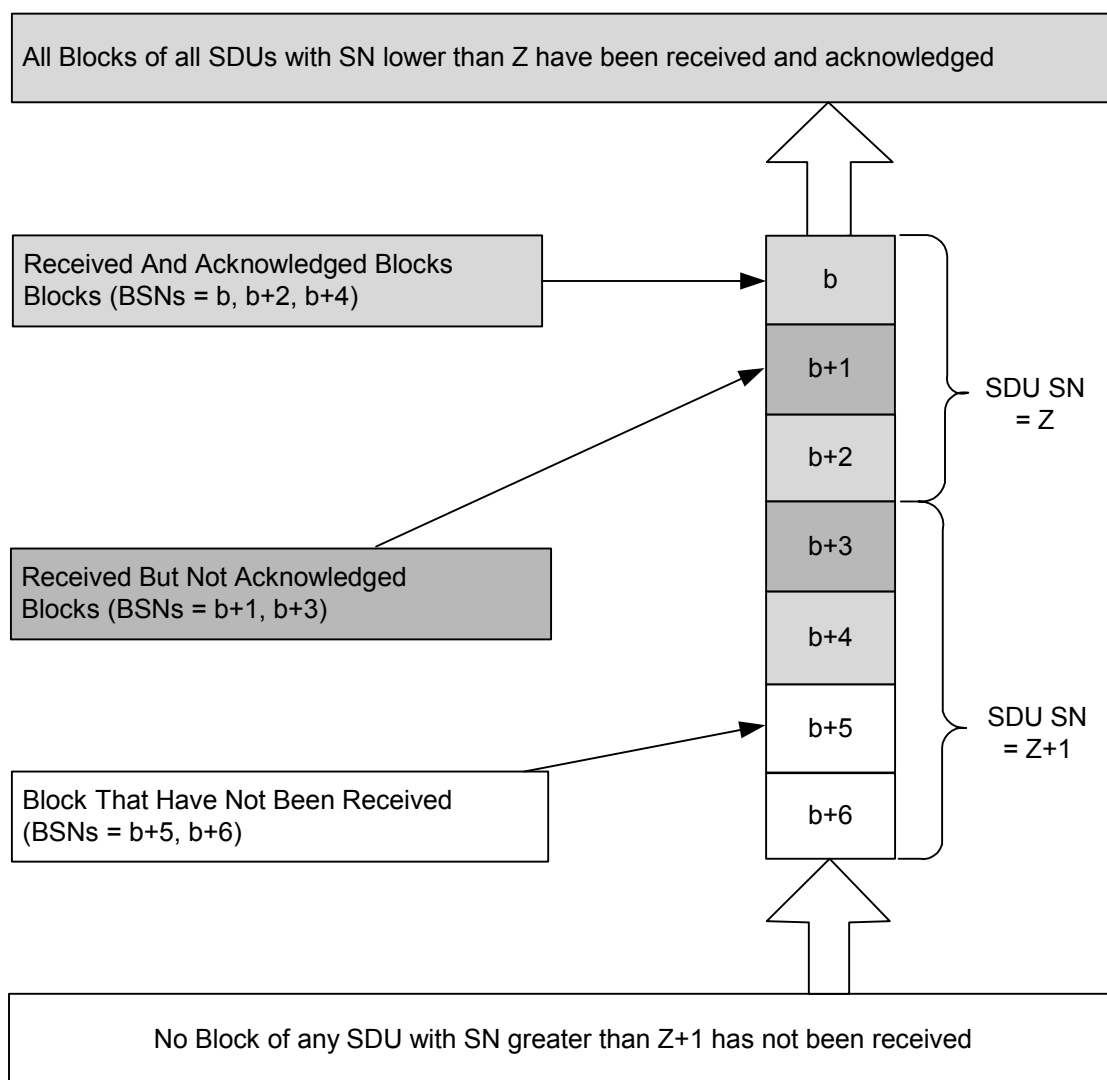 All Blocks of all SDUs with SN lower than Z have been received and acknowledged
Received And Acknowledged Blocks
Blocks (BSNs = b, b+2, b+4)
b
b+1
b+2
SDU SN
= Z
Received But Not Acknowledged
Blocks (BSNs = b+1, b+3)
b+3
b+4
b+5
b+6
SDU SN
= Z+1
Block That Have Not Been Received
(BSNs = b+5, b+6)
No Block of any SDU with SN greater than Z+1 has not been received